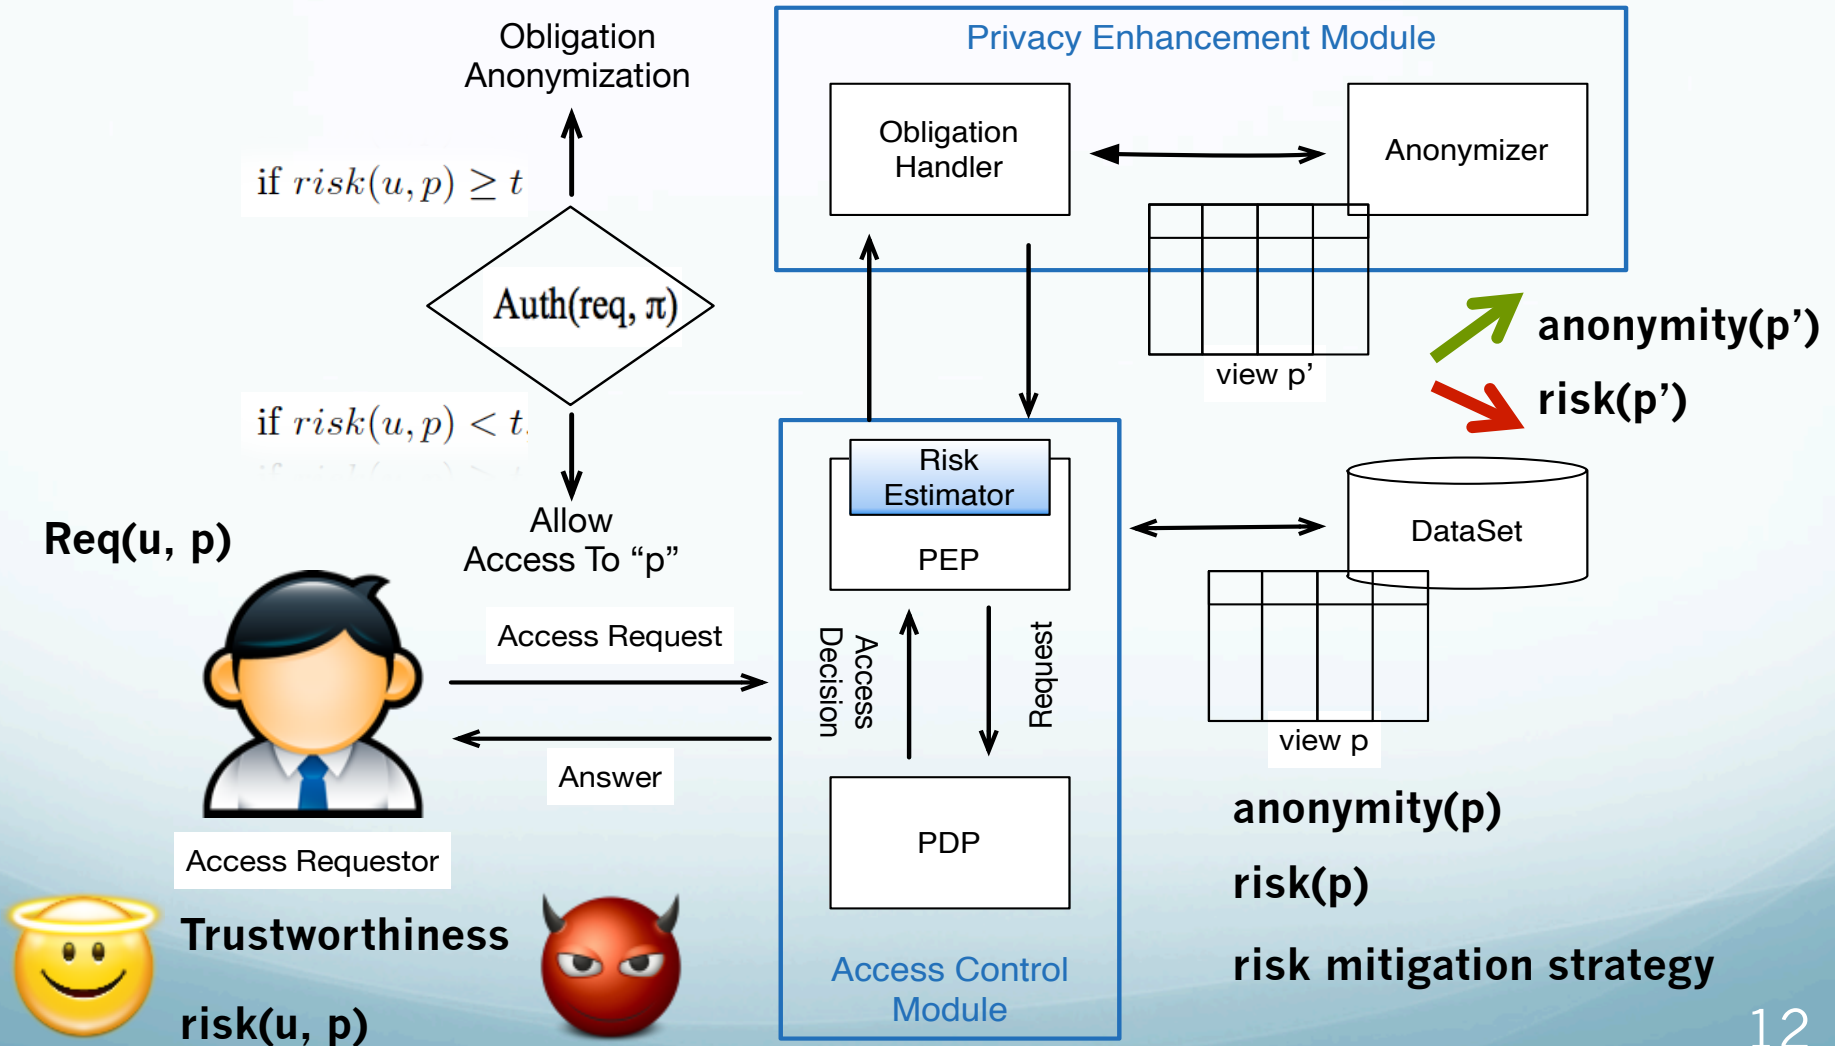 Obligation
Anonymization
if risk(u, p) ≥ t
Auth(req, π)
if risk(u, p) < t.
Allow
Access To “p”
Req(u, p)
Access Request
Answer
Access Requestor
Trustworthiness
risk(u, p)
Privacy Enhancement Module
Obligation
Handler
Anonymizer
view p’
anonymity(p’)
risk(p’)
Risk
Estimator
PEP
Access
Decision
Request
PDP
Access Control
Module
DataSet
view p
anonymity(p)
risk(p)
risk mitigation strategy
12